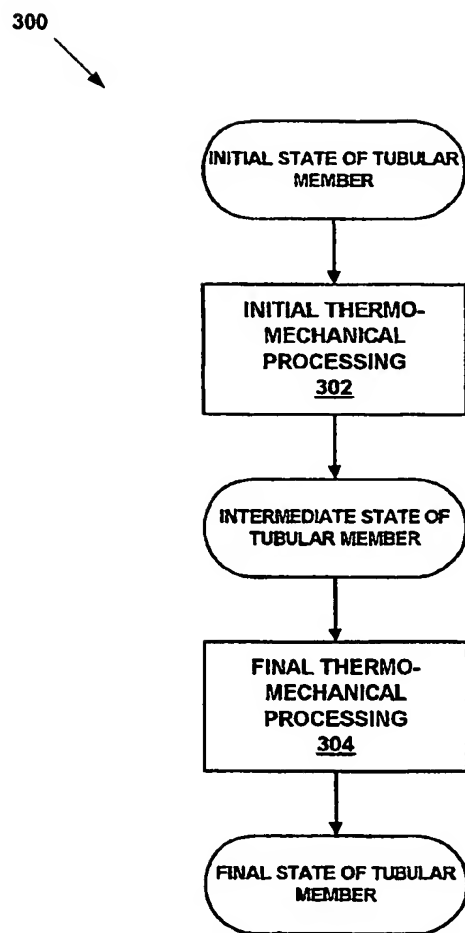 300
INITIAL STATE OF TUBULAR
MEMBER
INITIAL THERMO-
MECHANICAL
PROCESSING
302
INTERMEDIATE STATE OF
TUBULAR MEMBER
FINAL THERMO-
MECHANICAL
PROCESSING
304
FINAL STATE OF TUBULAR
MEMBER